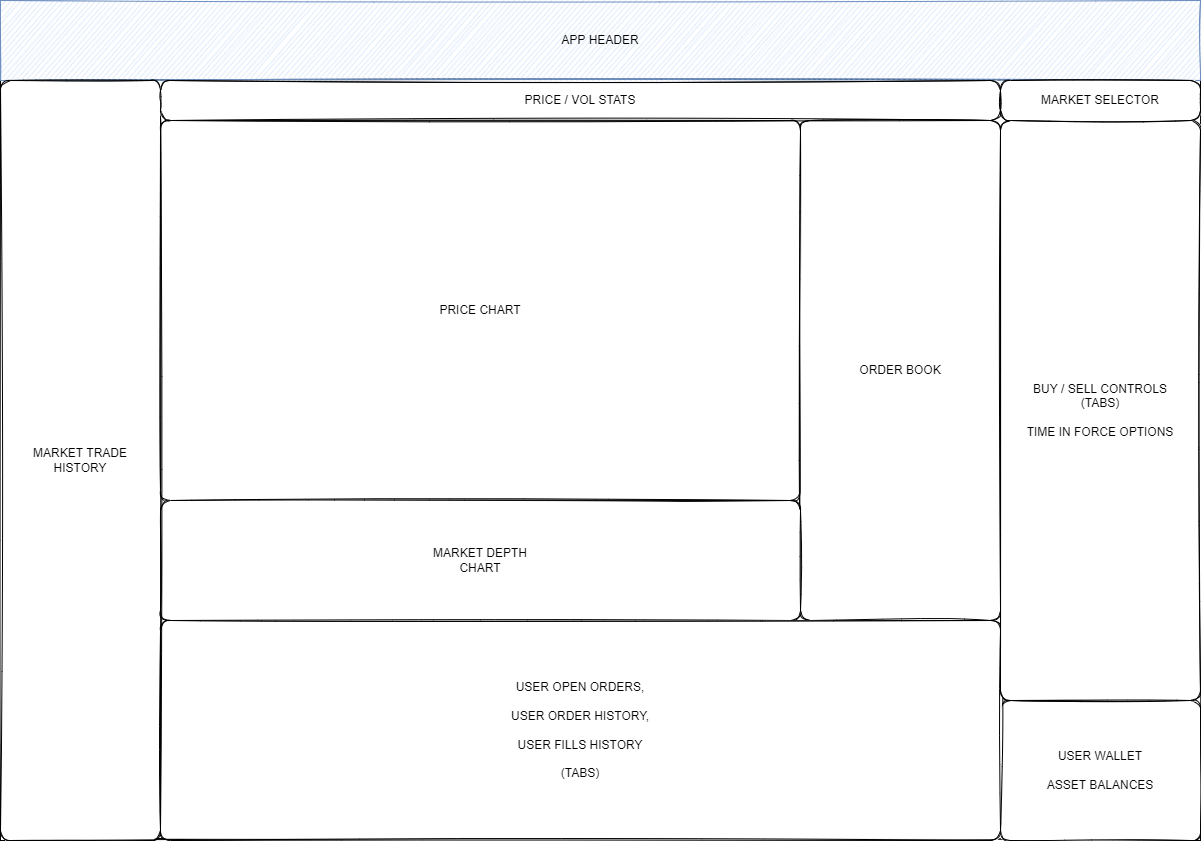 APP HEADER
PRICE / VOL STATS
MARKET SELECTOR
PRICE CHART
ORDER BOOK
BUY / SELL CONTROLS
(TABS)
TIME IN FORCE OPTIONS
MARKET TRADE
HISTORY
MARKET DEPTH
CHART
USER OPEN ORDERS,
USER ORDER HISTORY,
USER FILLS HISTORY
(TABS)
USER WALLET
ASSET BALANCES